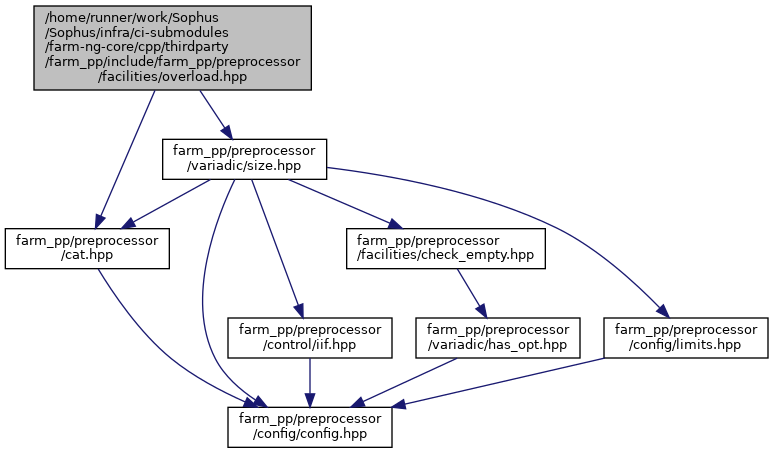 /home/runner/work/Sophus
/Sophus/infra/ci-submodules
/farm-ng-core/cpp/thirdparty
/farm_pp/include/farm_pp/preprocessor
/facilities/overload.hpp
farm_pp/preprocessor
/variadic/size.hpp
farm_pp/preprocessor
/cat.hpp
farm_pp/preprocessor
/facilities/check_empty.hpp
farm_pp/preprocessor
/control/iif.hpp
farm_pp/preprocessor
/variadic/has_opt.hpp
farm_pp/preprocessor
/config/limits.hpp
farm_pp/preprocessor
/config/config.hpp